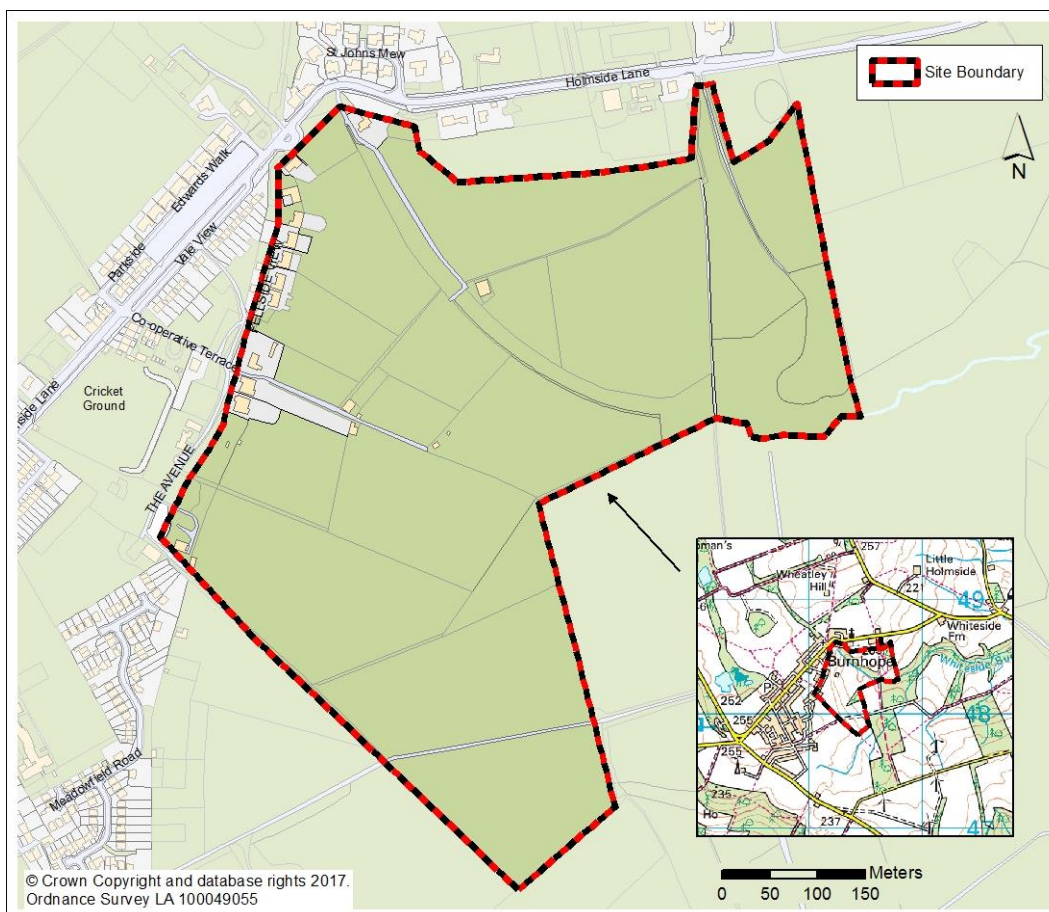 St Johns Mew
Holmside Lane
Site Boundary
N
Edwards Walk
Parkside
Vale View
FELLSIDE VIEW
Co-operative Terrace
Cricket
Ground
THE AVENUE
Meadowfield Road
257
Little
Holmside
Wheatley
Hill
221
49
Whiteside
Fm
Burnhope
252
255
48
255
235
Ho
237
47
© Crown Copyright and database rights 2017.
Ordnance Survey LA 100049055
Meters
0 50 100 150